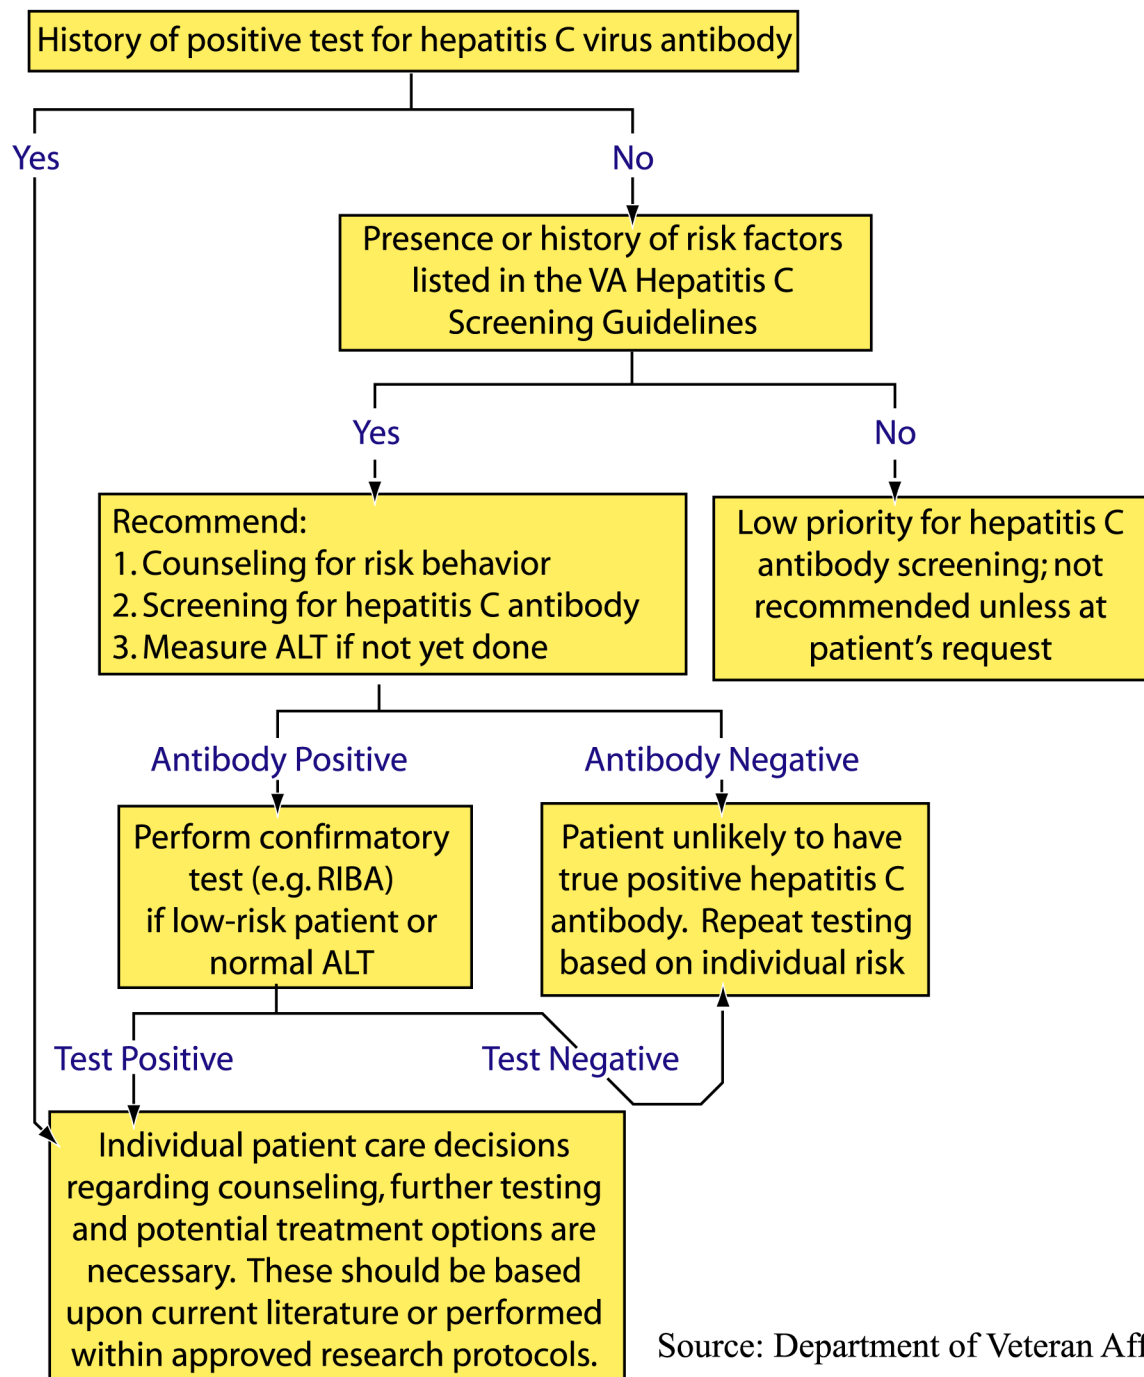 History of positive test for hepatitis C virus antibody
Yes
No
Presence or history of risk factors
listed in the VA Hepatitis C
Screening Guidelines
Yes
No
Recommend:
1. Counseling for risk behavior
2. Screening for hepatitis C antibody
3. Measure ALT if not yet done
Low priority for hepatitis C
antibody screening; not
recommended unless at
patient’s request
Antibody Positive
Antibody Negative
Perform confirmatory
test (e.g. RIBA)
if low-risk patient or
normal ALT
Patient unlikely to have
true positive hepatitis C
antibody. Repeat testing
based on individual risk
Test Positive
Test Negative
Individual patient care decisions
regarding counseling, further testing
and potential treatment options are
necessary. These should be based
upon current literature or performed
within approved research protocols.
Source: Department of Veteran Aff